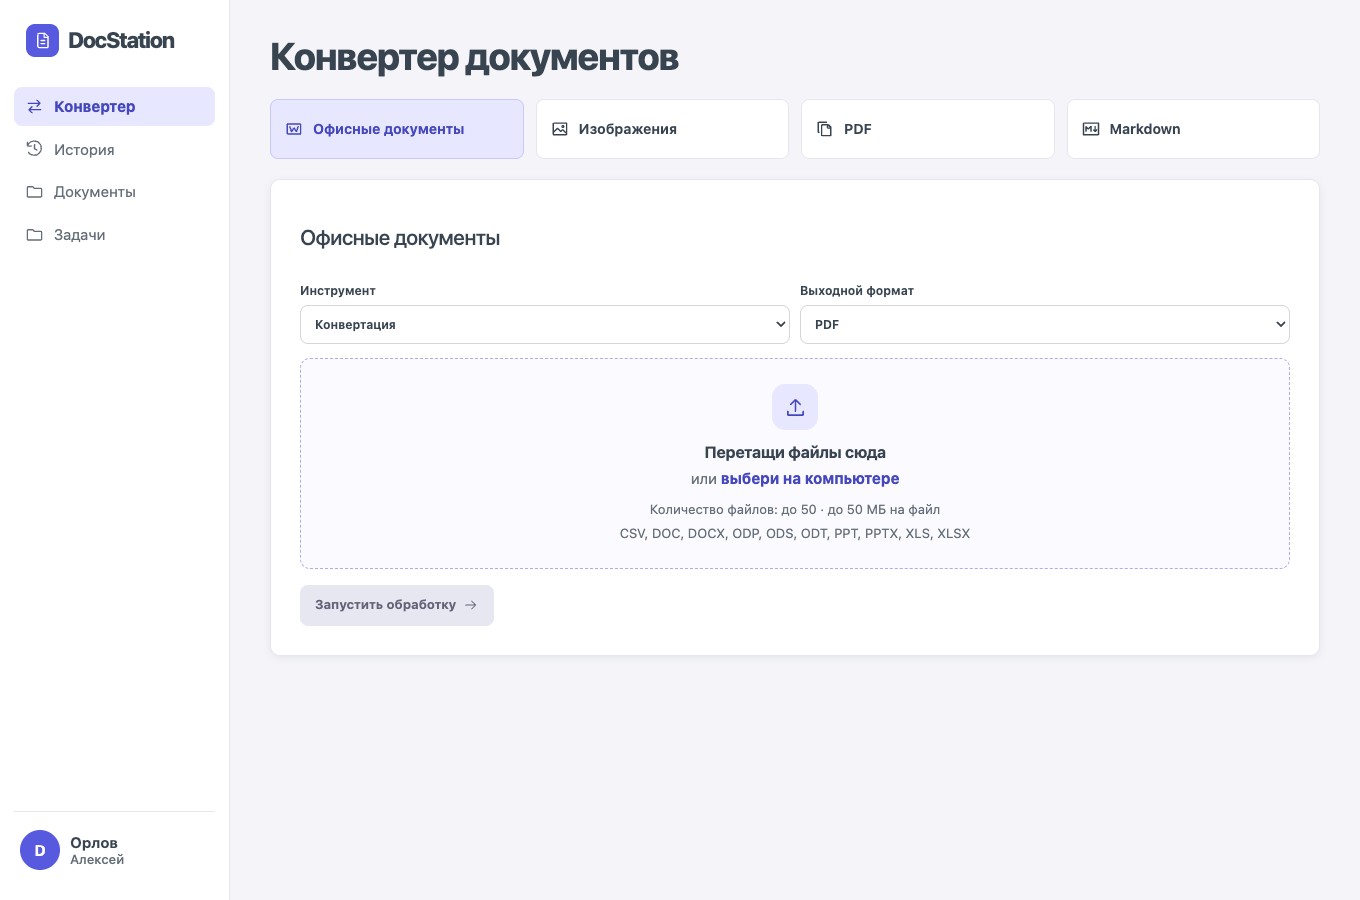 DocStation
Конвертер
История
Документы
Задачи
Конвертер документов
Офисные документы
Изображения
PDF
Markdown
Офисные документы
Инструмент
Выходной формат
Конвертация
PDF
Перетащи файлы сюда
или выбери на компьютере
Количество файлов: до 50 · до 50 МБ на файл
CSV, DOC, DOCX, ODP, ODS, ODT, PPT, PPTX, XLS, XLSX
Запустить обработку →
D
Орлов
Алексей